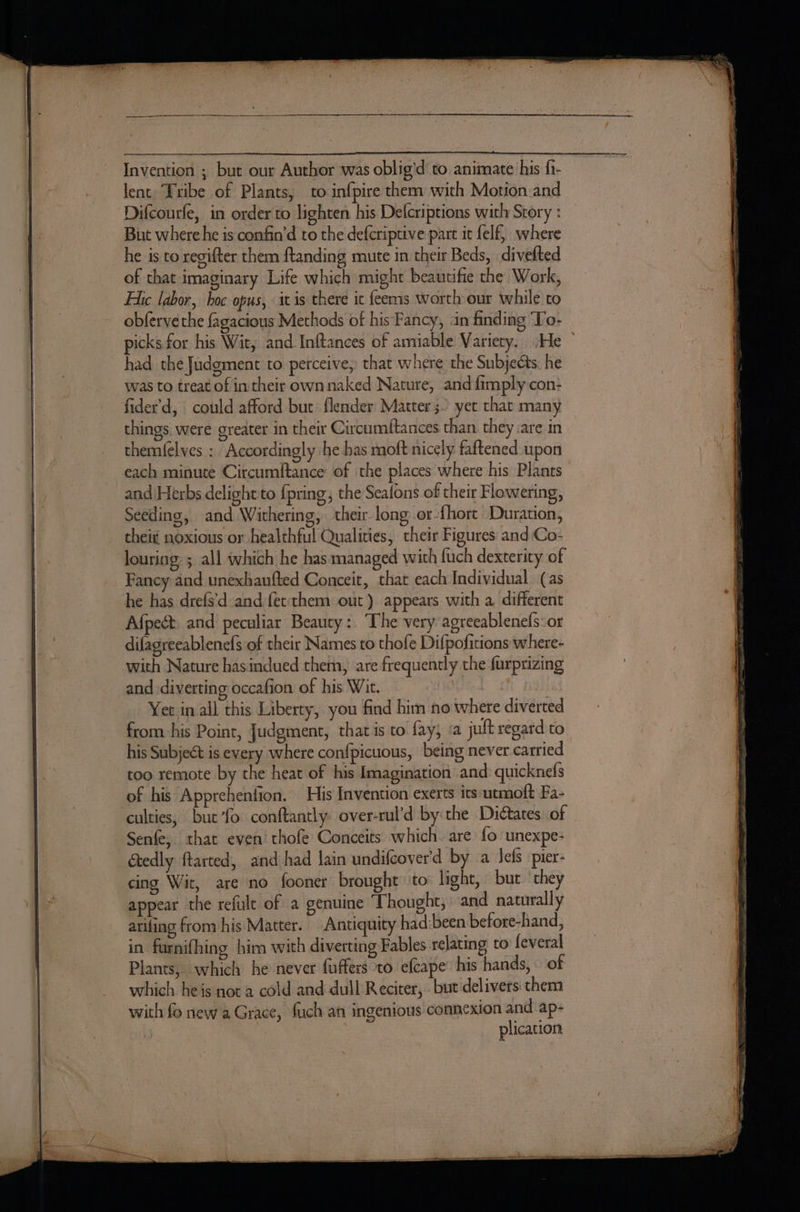 Invention ; but our Author was oblig'd to animate his ſi-
lent Tribe of Plants, to inſpire them with Motion and
Diſcourſe, in order to lighten his Deſcriptions with Story :
But where he is confin'd to the deſcriptive part it ſelf, where
he is to regiſter them ſtanding mute in their Beds, diveſted
of that imaginary Life which might beautifie the Work,
Hic labor, hoc opus, it is there it ſeems worth our while to
obſerve the ſagacious Methods of his Fancy, in finding To-
picks for his Wit, and Inſtances of amiable Variety. He
had the Judgment to perceive, that where the Subjects he
was to treat of in their own naked Nature, and ſimply con-
ſider'd, could afford but ſlender Matter ; yet that many
things were greater in their Circumſtances than they are in
themſelves : Accordingly he has moſt nicely faſtened upon
each minute Circumſtance of the places where his Plants
and Herbs delight to ſpring, the Seaſons of their Flowering,
Seeding, and Withering, their long or ſhort Duration,
their noxious or healthful Qualities, their Figures and Co-
louring ; all which he has managed with ſuch dexterity of
Fancy and unexhauſted Conceit, that each Individual (as
he has dreſs'd and ſet them out) appears with a different
Aſpect and peculiar Beauty : The very agreeableneſs or
diſagreeableneſs of their Names to thoſe Diſpoſitions where-
with Nature has indued them, are frequently the ſurprizing
and diverting occaſion of his Wit.
Yet in all this Liberty, you find him no where diverted
from his Point, Judgment, that is to ſay, a juſt regard to
his Subject is every where conſpicuous, being never carried
too remote by the heat of his Imagination and quickneſs
of his Apprehenſion. His Invention exerts its utmoſt Fa-
culties, but ſo conſtantly over-rul'd by the Dictates of
Senſe, that even thoſe Conceits which are ſo unexpe-
ctedly ſtarted, and had lain undiſcover'd by a leſs pier-
cing Wit, are no ſooner brought to light, but they
appear the reſult of a genuine Thought, and naturally
ariſing from his Matter. Antiquity had been before-hand,
in furniſhing him with diverting Fables relating to ſeveral
Plants, which he never ſuffers to eſcape his hands, of
which he is not a cold and dull Reciter, but delivers them
with ſo new a Grace, ſuch an ingenious connexion and ap-
plication